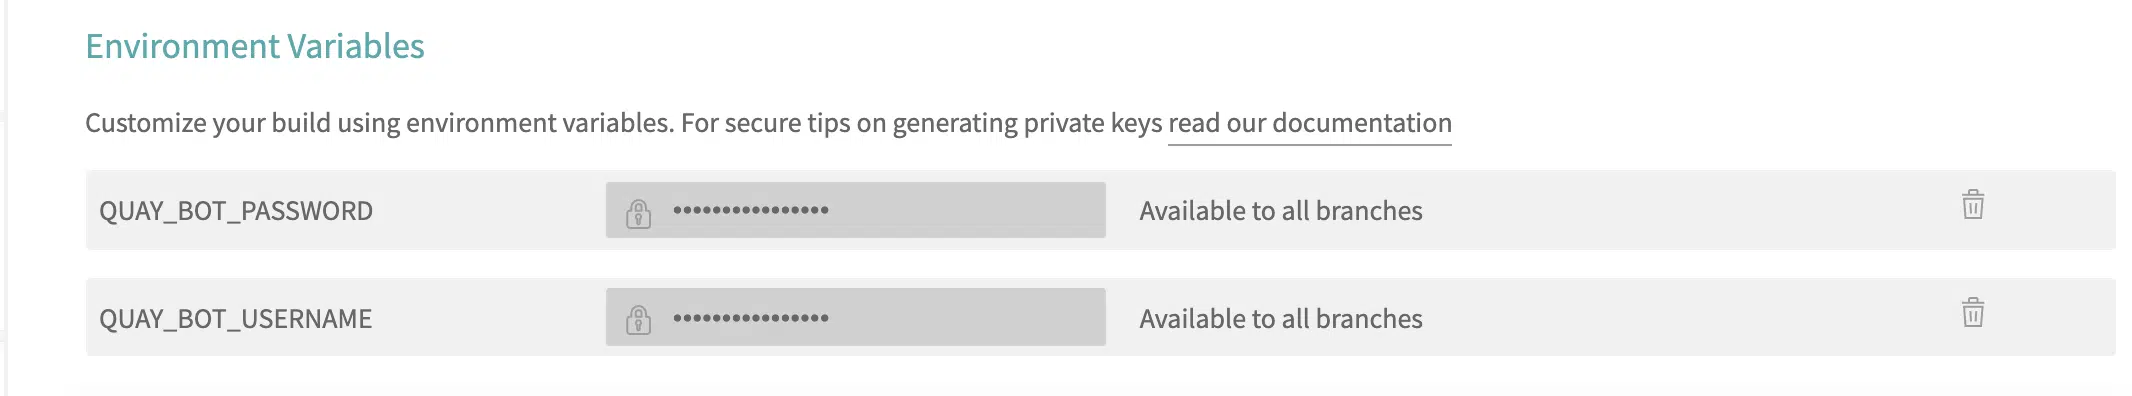 Environment Variables
Customize your build using environment variables. For secure tips on generating private keys read our documentation
QUAY_BOT_PASSWORD •••••••••••••••• Available to all branches
QUAY_BOT_USERNAME •••••••••••••••• Available to all branches